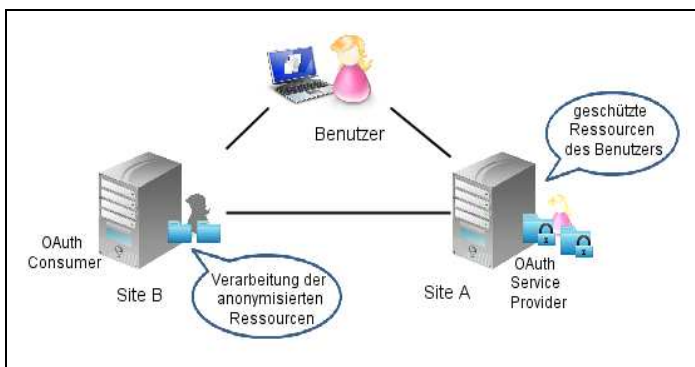 Benutzer
geschützte
Ressourcen
des Benutzers
OAuth
Consumer
Site B
Verarbeitung der
anonymisierten
Ressourcen
Site A
OAuth
Service
Provider